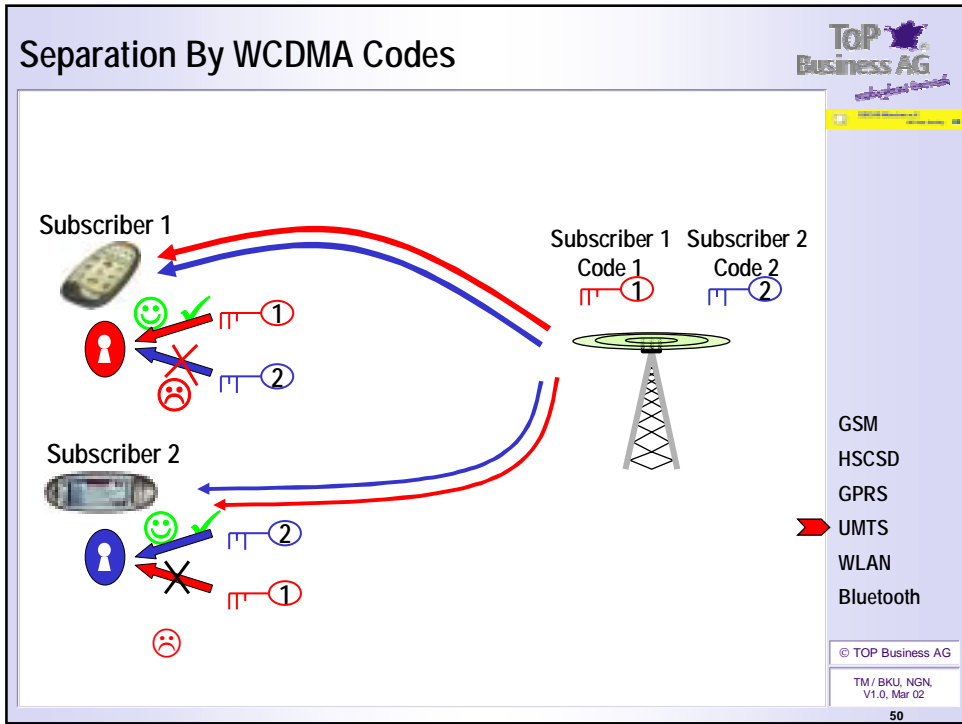 Separation By WCDMA Codes
ToP
Business AG
Subscriber 1
Subscriber 1 Subscriber 2
Code 1 Code 2
1 2
1
2
Subscriber 2
2
1
GSM
HSCSD
GPRS
UMTS
WLAN
Bluetooth
© TOP Business AG
TM / BKU, NGN,
V1.0, Mar 02
50